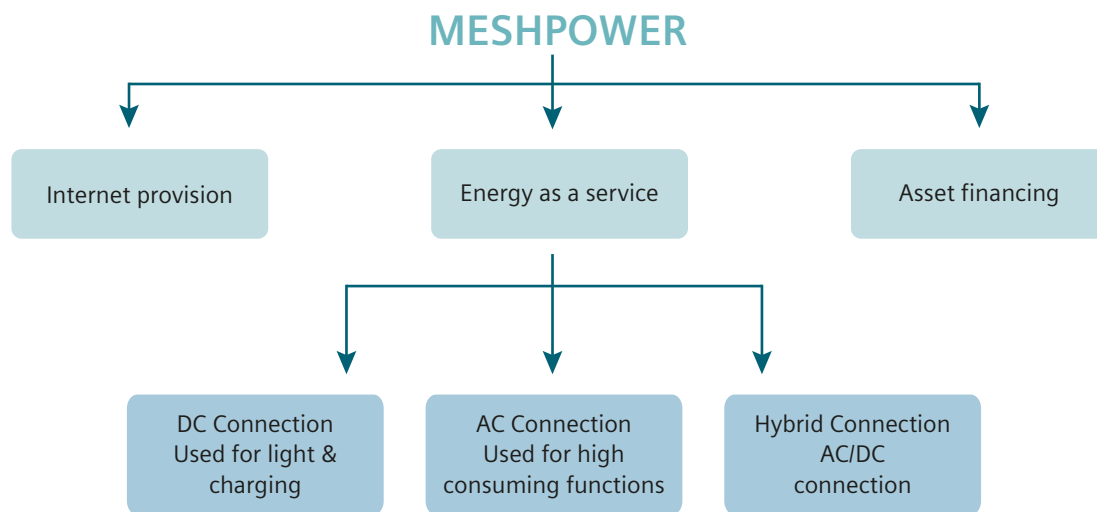 MESHPOWER
Internet provision
Energy as a service
Asset financing
DC Connection
Used for light &
charging
AC Connection
Used for high
consuming functions
Hybrid Connection
AC/DC
connection